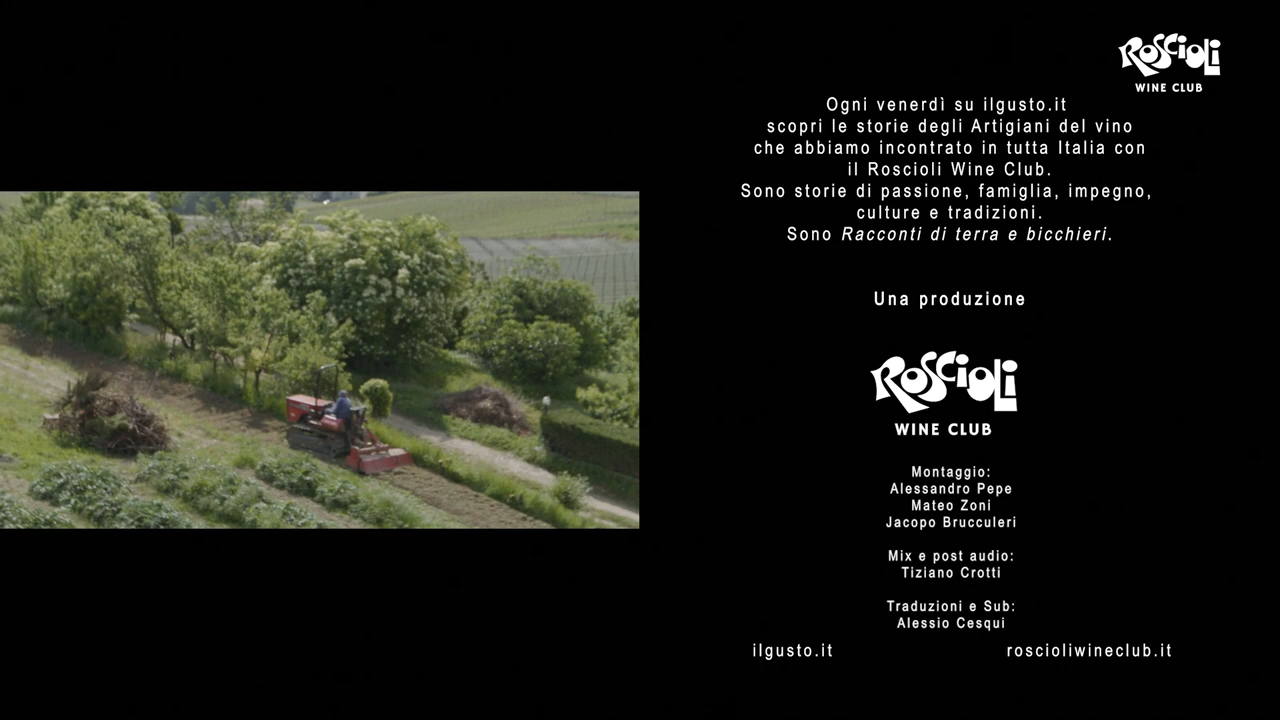 ROSCIOLI
WINE CLUB
Ogni venerdì su ilgusto.it
scopri le storie degli Artigiani del vino
che abbiamo incontrato in tutta Italia con
il Roscioli Wine Club.
Sono storie di passione, famiglia, impegno,
culture e tradizioni.
Sono Racconti di terra e bicchieri.
Una produzione
ROSCIOLI
WINE CLUB
Montaggio:
Alessandro Pepe
Mateo Zoni
Jacopo Brucculeri
Mix e post audio:
Tiziano Crotti
Traduzioni e Sub:
Alessio Cesqui
ilgusto.it
roscioliwineclub.it